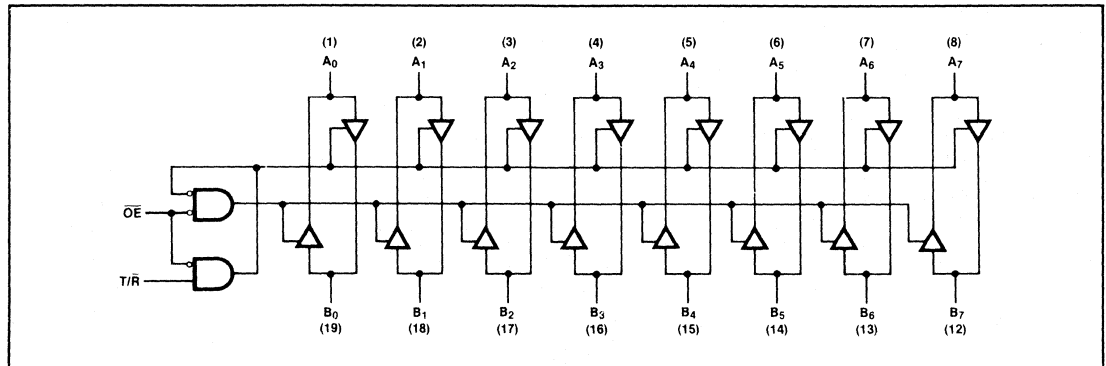 (1) (2) (3) (4) (5) (6) (7) (8)
A0 A1 A2 A3 A4 A5 A6 A7
OE
T/R
B0 B1 B2 B3 B4 B5 B6 B7
(19) (18) (17) (16) (15) (14) (13) (12)